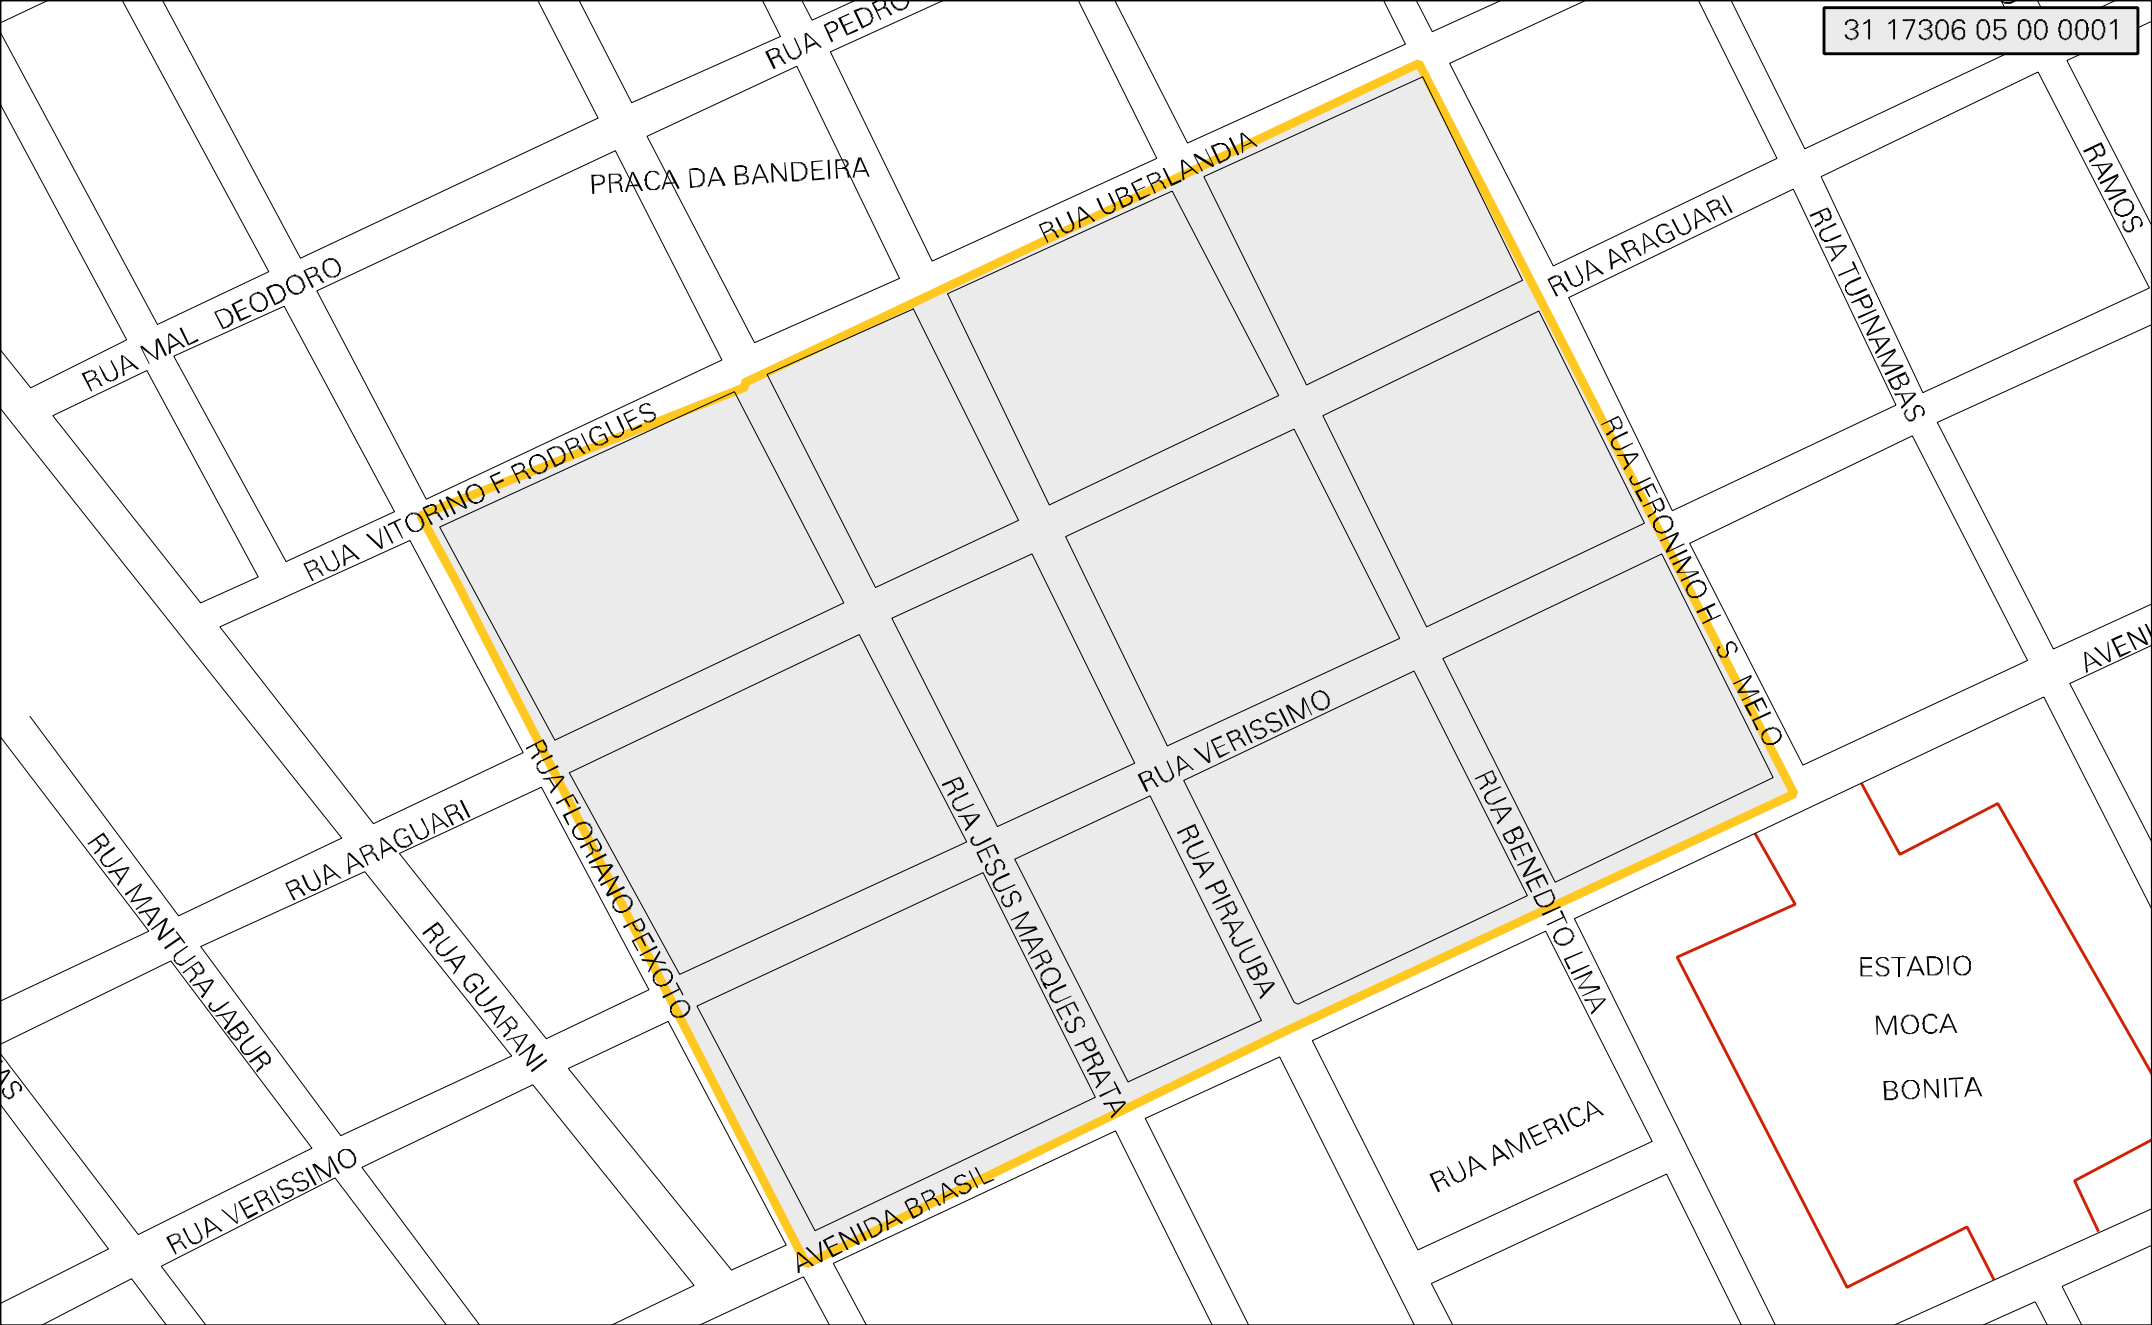 RUA PEDRO
31 17306 05 00 0001
PRACA DA BANDEIRA
RUA UBERLANDIA
RAMOS
RUA ARAGUARI
RUA TUPINAMBAS
RUA MAL DEODORO
RUA VITORINO F RODRIGUES
RUA JERONIMO H S MELO
RUA VERISSIMO
RUA FLORIANO PEIXOTO
RUA JESUS MARQUES PRATA
RUA PIRAJUBA
RUA BENEDITO LIMA
RUA ARAGUARI
RUA MANTURA JABUR
RUA GUARANI
ESTADIO
MOCA
BONITA
RUA AMERICA
RUA VERISSIMO
AVENIDA BRASIL